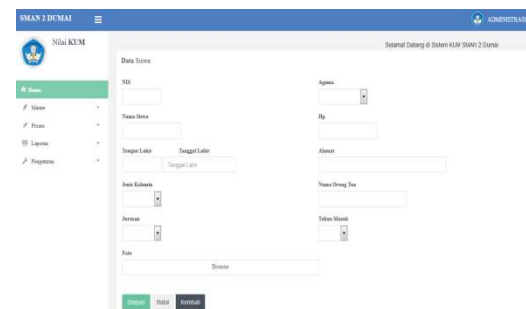 SMAN 2 DUMAI
ADMINISTRAS
Nilai KUM
Selamat Datang di Sistem KUM SMAN 2 Dumai
Home
Master
Proses
Laporan
Pengaturan
Data Siswa
NIS
Agama
Nama Siswa
Hp
Tempat Lahir Tanggal Lahir
Alamat
Tanggal Lahir
Jenis Kelamin
Nama Orang Tua
Jurusan
Tahun Masuk
Foto
Browse
Simpan Batal Kembali